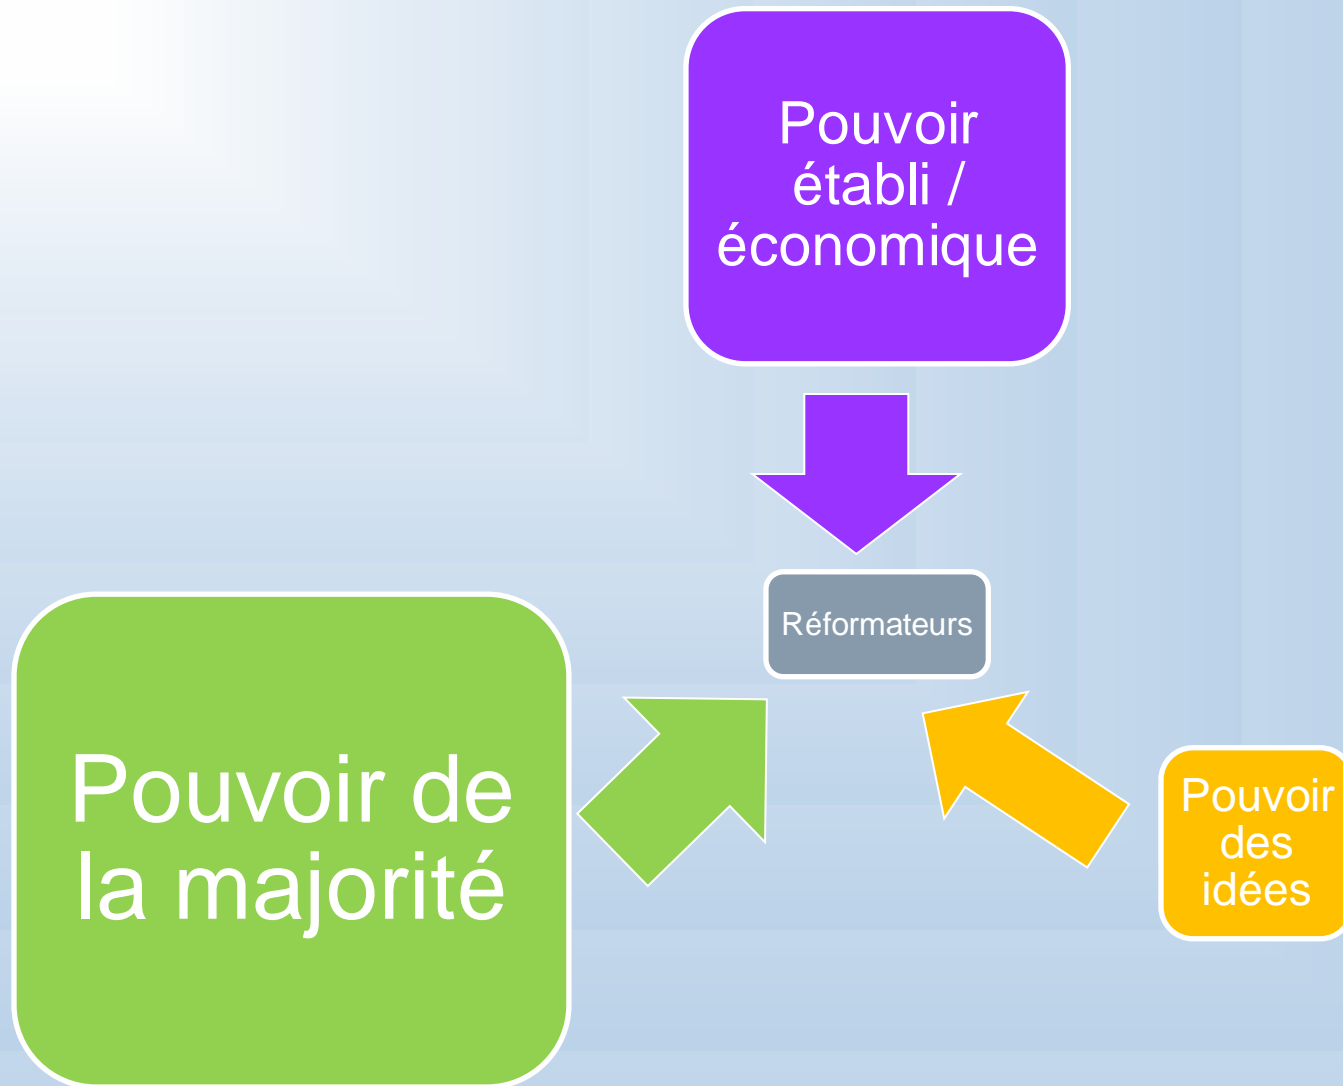 Pouvoir
établi /
économique
Réformateurs
Pouvoir de
la majorité
Pouvoir
des
idées